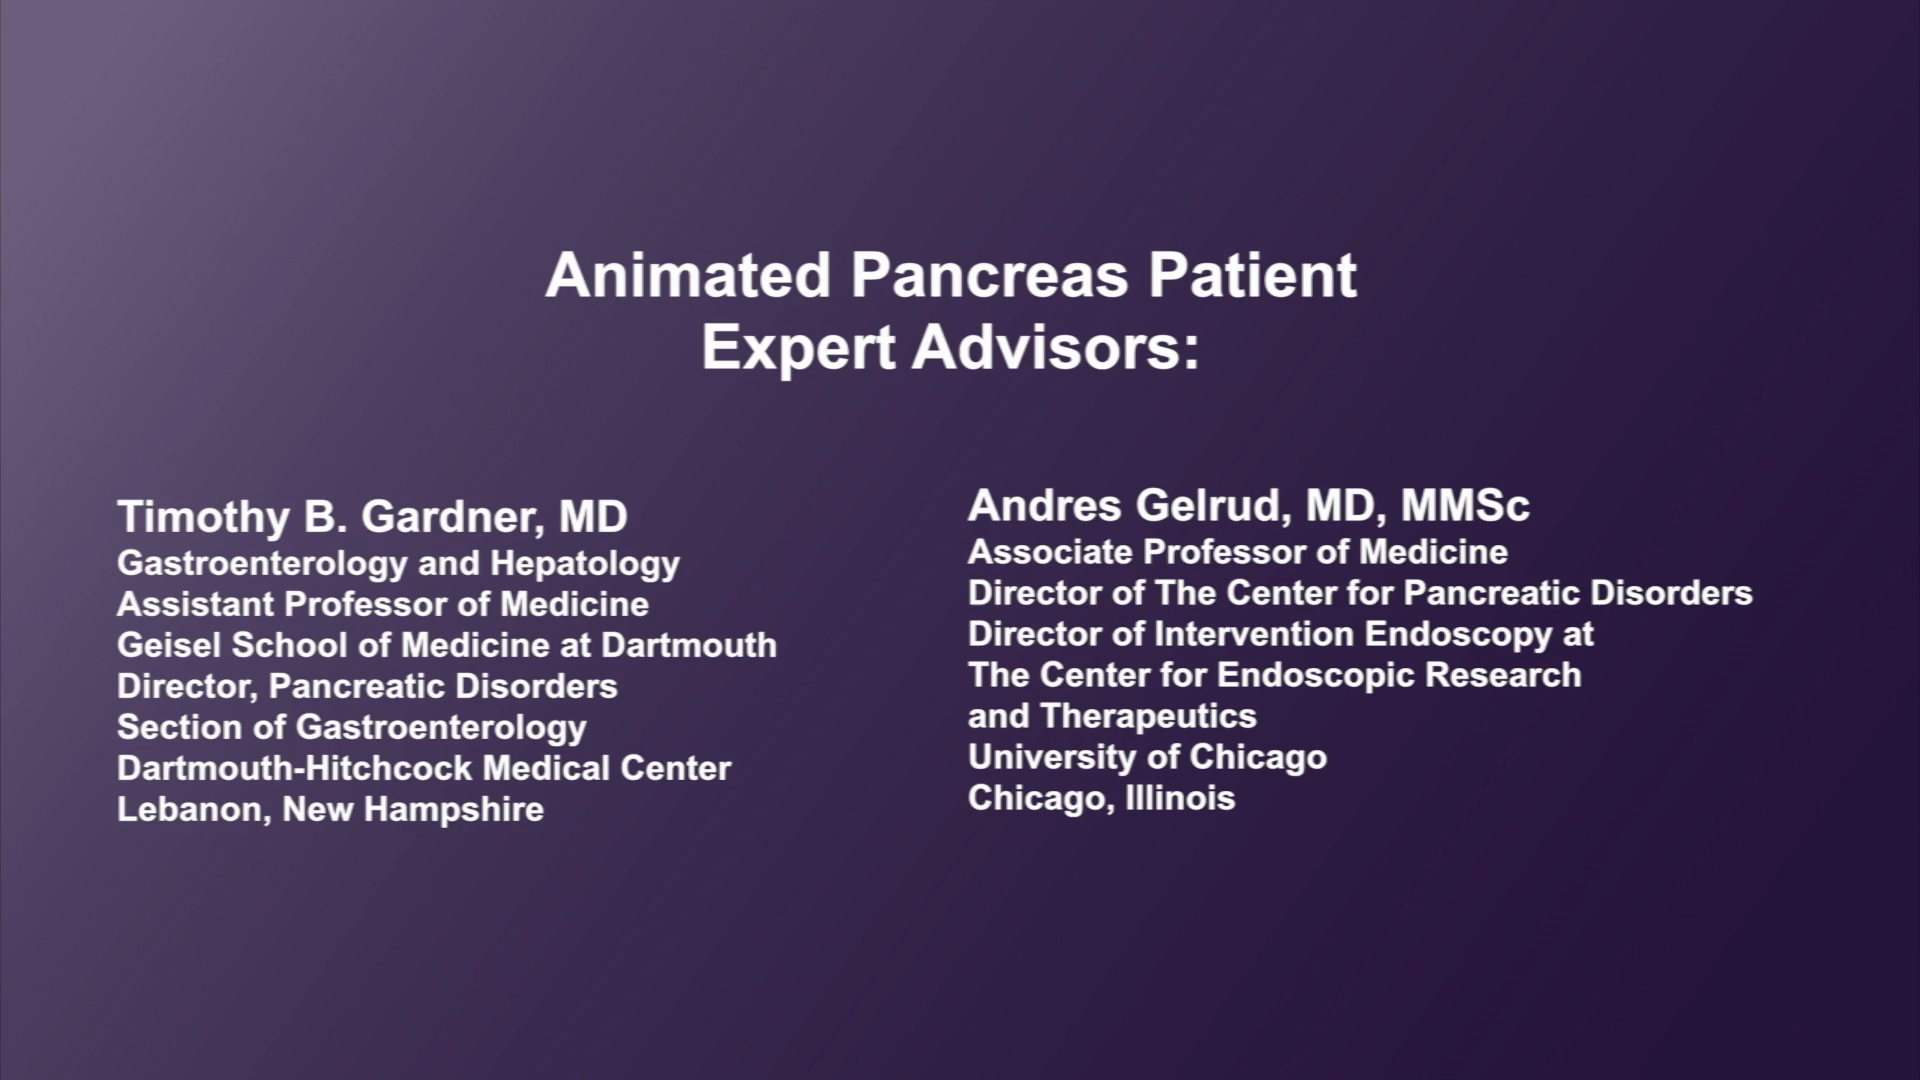 Animated Pancreas Patient
Expert Advisors:
Timothy B. Gardner, MD
Gastroenterology and Hepatology
Assistant Professor of Medicine
Geisel School of Medicine at Dartmouth
Director, Pancreatic Disorders
Section of Gastroenterology
Dartmouth-Hitchcock Medical Center
Lebanon, New Hampshire
Andres Gelrud, MD, MMSc
Associate Professor of Medicine
Director of The Center for Pancreatic Disorders
Director of Intervention Endoscopy at
The Center for Endoscopic Research
and Therapeutics
University of Chicago
Chicago, Illinois